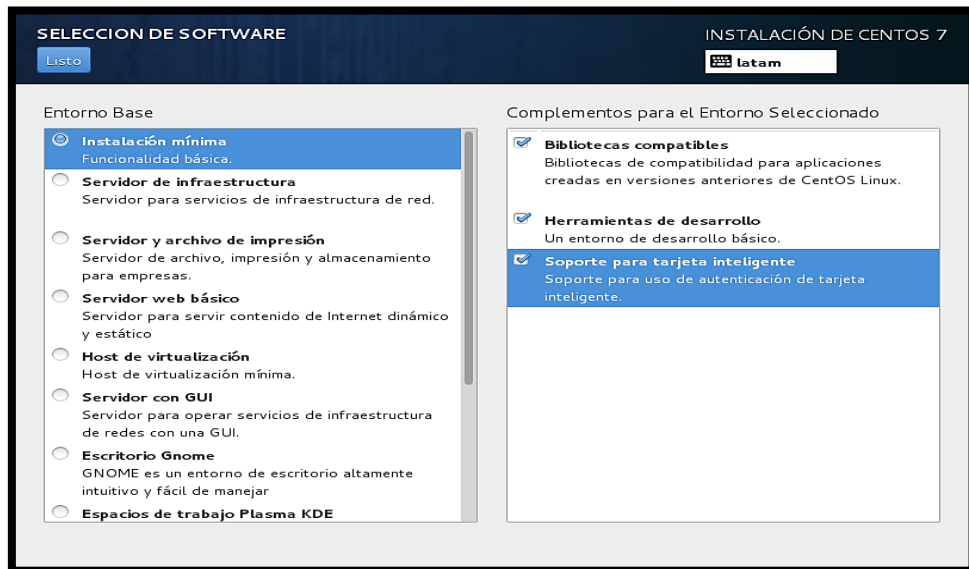 SELECCION DE SOFTWARE
INSTALACIÓN DE CENTOS 7
Listo
latam
Entorno Base
Instalación mínima
Funcionalidad básica.
Servidor de infraestructura
Servidor para servicios de infraestructura de red.
Servidor y archivo de impresión
Servidor de archivo, impresión y almacenamiento
para empresas.
Servidor web básico
Servidor para servir contenido de Internet dinámico
y estático
Host de virtualización
Host de virtualización mínima.
Servidor con GUI
Servidor para operar servicios de infraestructura
de redes con una GUI.
Escritorio Gnome
GNOME es un entorno de escritorio altamente
intuitivo y fácil de manejar
Espacios de trabajo Plasma KDE
Complementos para el Entorno Seleccionado
Bibliotecas compatibles
Bibliotecas de compatibilidad para aplicaciones
creadas en versiones anteriores de CentOS Linux.
Herramientas de desarrollo
Un entorno de desarrollo básico.
Soporte para tarjeta inteligente
Soporte para uso de autenticación de tarjeta
inteligente.